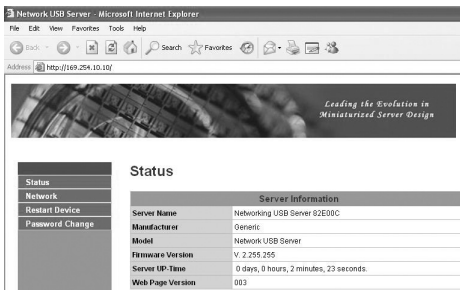 Network USB Server - Microsoft Internet Explorer
File Edit View Favorites Tools Help
Back Search Favorites
Address http://169.254.10.10/
Leading the Evolution in
Miniaturized Server Design
Status
Network
Restart Device
Password Change
Status
Server Information
Server Name Networking USB Server 82E00C
Manufacturer Generic
Model Network USB Server
Firmware Version V. 2.255.255
Server UP-Time 0 days, 0 hours, 2 minutes, 23 seconds.
Web Page Version 003